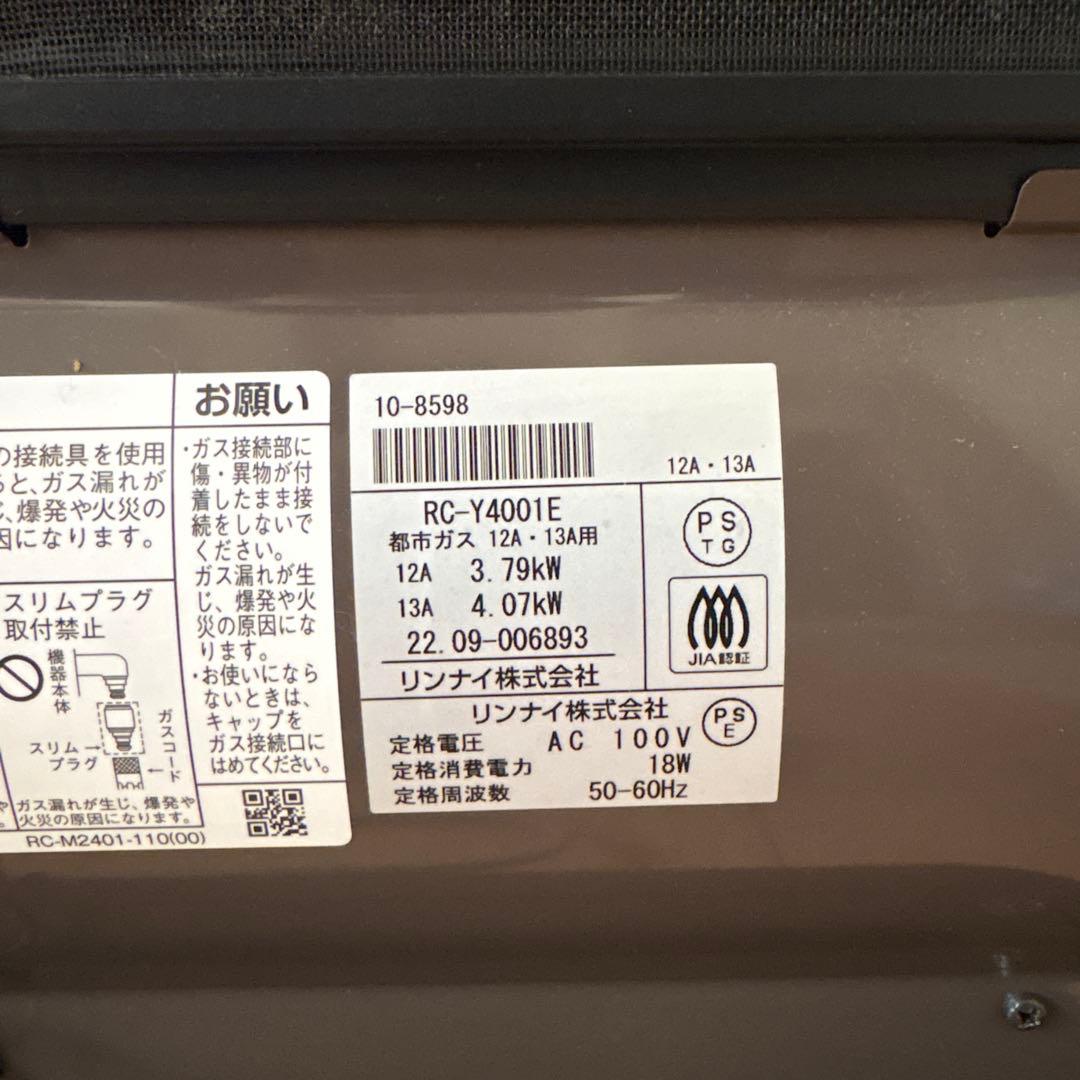 の接続具を使用
ると、ガス漏れが
じ、爆発や火災の
因になります。
スリムプラグ
取付禁止
機器本体
スリム
プラグ
ガスコード
ガス漏れが生じ、爆発や
火災の原因になります。
お願い
・ガス接続部に
傷・異物が付
着したまま接
続をしないで
ください。
ガス漏れが生
じ、爆発や火
災の原因にな
ります。
・お使いになら
ないときは、
キャップを
ガス接続口に
はめてください。
RC-M2401-110(00)
10-8598
12A・13A
RC-Y4001E
都市ガス 12A・13A用
12A 3.79kW
13A 4.07kW
22.09-006893
リンナイ株式会社
PS
TG
JIA認証
リンナイ株式会社
PS
E
定格電圧 AC 100V
定格消費電力 18W
定格周波数 50-60Hz